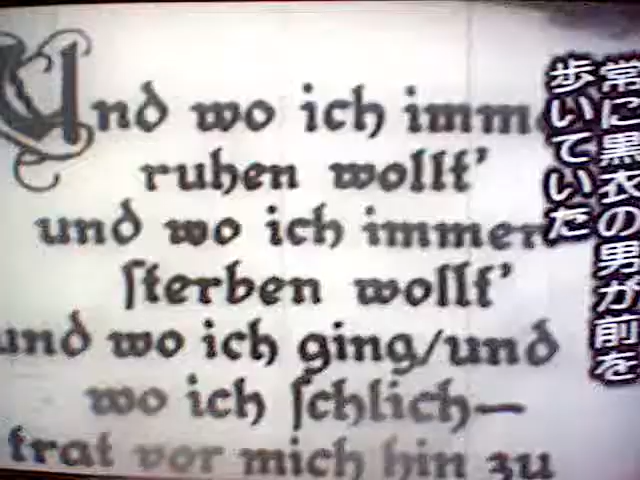 Und wo ich imm
ruhen wollt'
und wo ich immer
ſterben wollt'
und wo ich ging/und
wo ich ſchlich—
trat vor mich hin zu
常に黒衣の男が前を
歩いていた